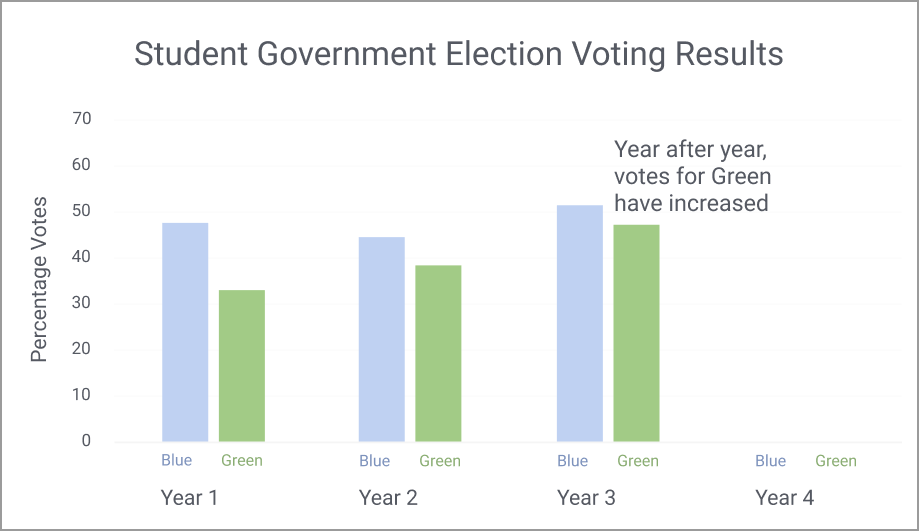 Student Government Election Voting Results
70
60
50
40
30
20
10
0
Percentage Votes
Year after year,
votes for Green
have increased
Blue Green Blue Green Blue Green Blue Green
Year 1 Year 2 Year 3 Year 4